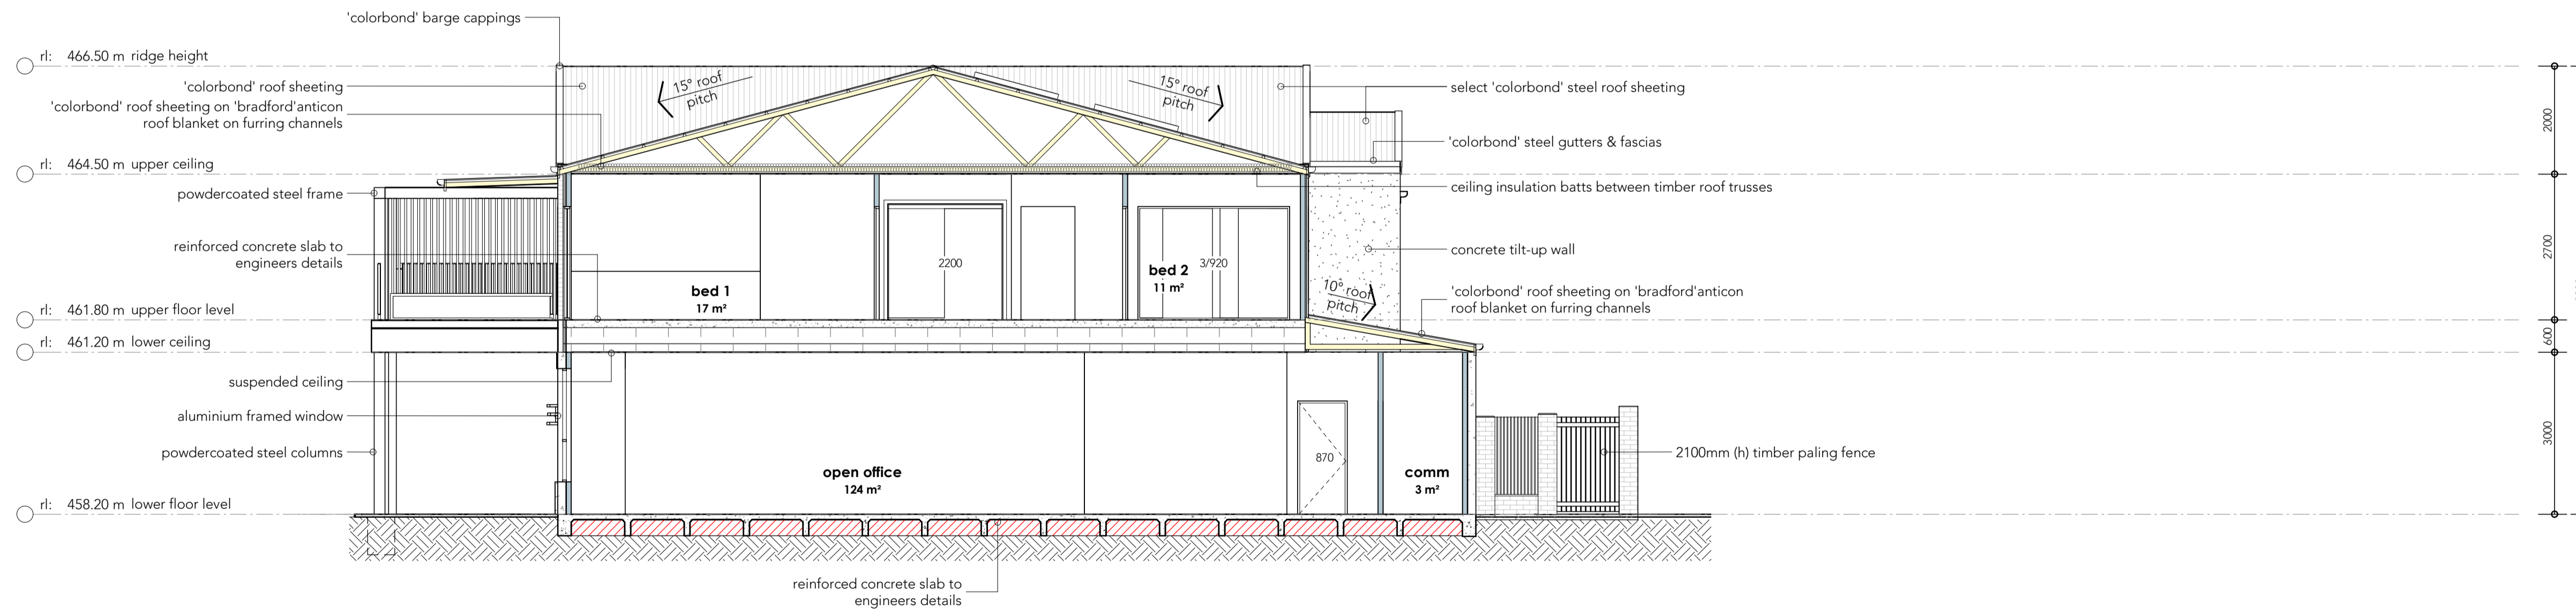 'colorbond' barge cappings
rl: 466.50 m ridge height
'colorbond' roof sheeting
'colorbond' roof sheeting on 'bradford'anticon
roof blanket on furring channels
rl: 464.50 m upper ceiling
powdercoated steel frame
reinforced concrete slab to
engineers details
rl: 461.80 m upper floor level
rl: 461.20 m lower ceiling
suspended ceiling
aluminium framed window
powdercoated steel columns
rl: 458.20 m lower floor level
15° roof
pitch
15° roof
pitch
bed 1
17 m²
2200
bed 2
11 m²
3/920
10° roof
pitch
open office
124 m²
870
comm
3 m²
reinforced concrete slab to
engineers details
select 'colorbond' steel roof sheeting
'colorbond' steel gutters & fascias
ceiling insulation batts between timber roof trusses
concrete tilt-up wall
'colorbond' roof sheeting on 'bradford'anticon
roof blanket on furring channels
2100mm (h) timber paling fence
2000
2700
600
3000